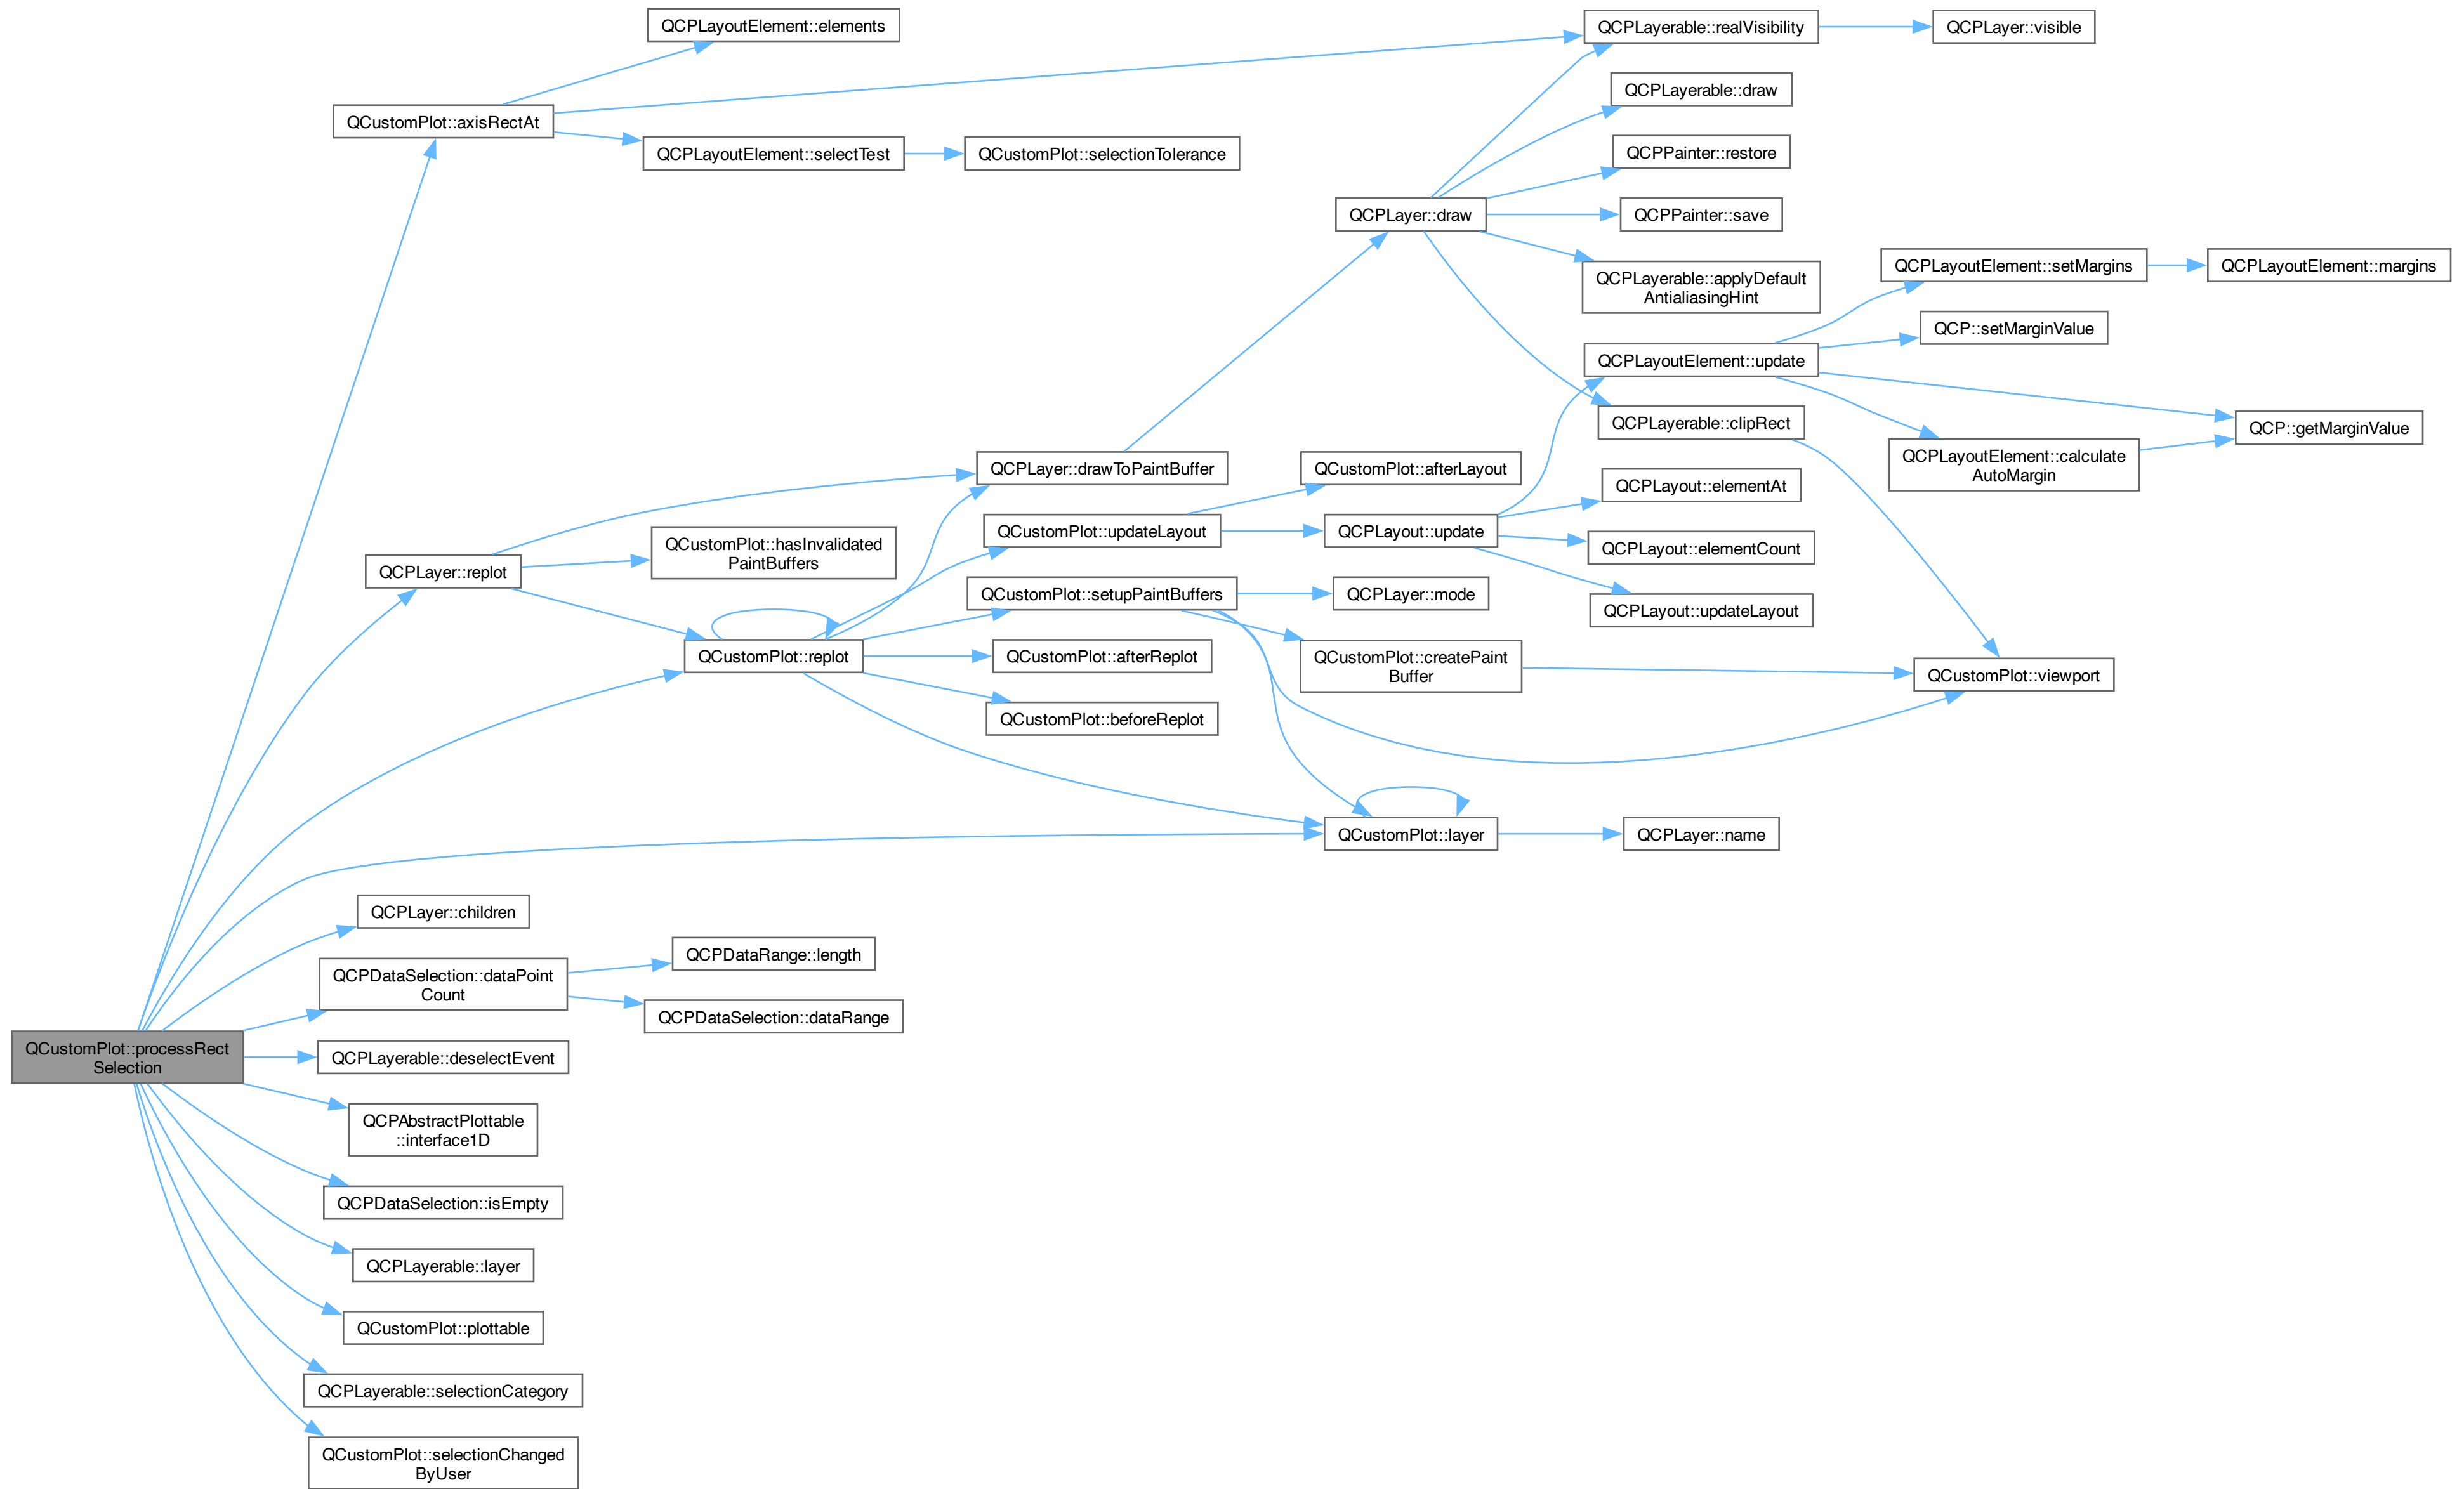 QCPLayoutElement::elements
QCPLayerable::realVisibility
QCPLayer::visible
QCPLayerable::draw
QCustomPlot::axisRectAt
QCPLayoutElement::selectTest
QCustomPlot::selectionTolerance
QCPPainter::restore
QCPLayer::draw
QCPPainter::save
QCPLayerable::applyDefault
AntialiasingHint
QCPLayoutElement::setMargins
QCPLayoutElement::margins
QCP::setMarginValue
QCPLayoutElement::update
QCPLayerable::clipRect
QCP::getMarginValue
QCPLayoutElement::calculate
AutoMargin
QCPLayer::drawToPaintBuffer
QCustomPlot::afterLayout
QCPLayout::elementAt
QCustomPlot::updateLayout
QCPLayout::update
QCPLayout::elementCount
QCustomPlot::hasInvalidated
PaintBuffers
QCPLayer::replot
QCustomPlot::setupPaintBuffers
QCPLayer::mode
QCPLayout::updateLayout
QCustomPlot::replot
QCustomPlot::afterReplot
QCustomPlot::createPaint
Buffer
QCustomPlot::viewport
QCustomPlot::beforeReplot
QCustomPlot::layer
QCPLayer::name
QCPLayer::children
QCPDataSelection::dataPoint
Count
QCPDataRange::length
QCPDataSelection::dataRange
QCustomPlot::processRect
Selection
QCPLayerable::deselectEvent
QCPAbstractPlottable
::interface1D
QCPDataSelection::isEmpty
QCPLayerable::layer
QCustomPlot::plottable
QCPLayerable::selectionCategory
QCustomPlot::selectionChanged
ByUser